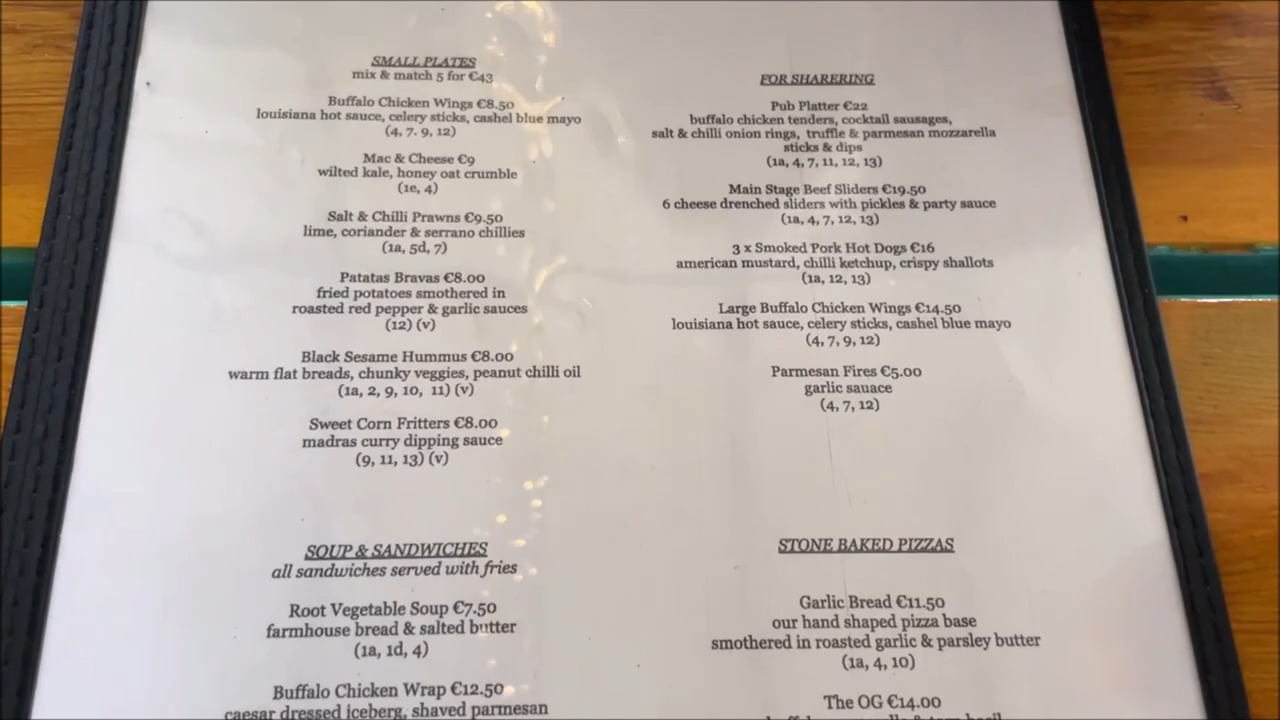 SMALL PLATES
mix & match 5 for €43
Buffalo Chicken Wings €8.50
louisiana hot sauce, celery sticks, cashel blue mayo
(4, 7. 9, 12)
Mac & Cheese €9
wilted kale, honey oat crumble
(1e, 4)
Salt & Chilli Prawns €9.50
lime, coriander & serrano chillies
(1a, 5d, 7)
Patatas Bravas €8.00
fried potatoes smothered in
roasted red pepper & garlic sauces
(12) (v)
Black Sesame Hummus €8.00
warm flat breads, chunky veggies, peanut chilli oil
(1a, 2, 9, 10, 11) (v)
Sweet Corn Fritters €8.00
madras curry dipping sauce
(9, 11, 13) (v)
SOUP & SANDWICHES
all sandwiches served with fries
Root Vegetable Soup €7.50
farmhouse bread & salted butter
(1a, 1d, 4)
Buffalo Chicken Wrap €12.50
caesar dressed iceberg, shaved parmesan
FOR SHARERING
Pub Platter €22
buffalo chicken tenders, cocktail sausages,
salt & chilli onion rings, truffle & parmesan mozzarella
sticks & dips
(1a, 4, 7, 11, 12, 13)
Main Stage Beef Sliders €19.50
6 cheese drenched sliders with pickles & party sauce
(1a, 4, 7, 12, 13)
3 x Smoked Pork Hot Dogs €16
american mustard, chilli ketchup, crispy shallots
(1a, 12, 13)
Large Buffalo Chicken Wings €14.50
louisiana hot sauce, celery sticks, cashel blue mayo
(4, 7, 9, 12)
Parmesan Fires €5.00
garlic sauace
(4, 7, 12)
STONE BAKED PIZZAS
Garlic Bread €11.50
our hand shaped pizza base
smothered in roasted garlic & parsley butter
(1a, 4, 10)
The OG €14.00